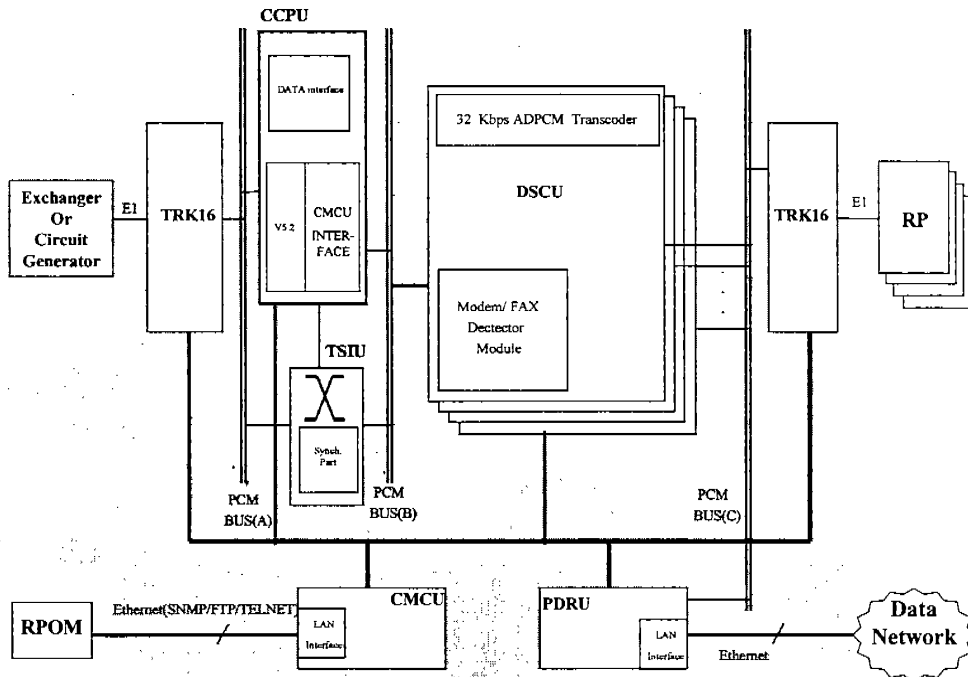 CCPU
DATA interface
32 Kbps ADPCM Transcoder
DSCU
Exchanger
Or
Circuit
Generator
E1
TRK16
V5.2
CMCU
INTER-
FACE
TRK16
E1
RP
Modem/ FAX
Dectector
Module
TSIU
Synch.
Part
PCM
BUS(A)
PCM
BUS(B)
PCM
BUS(C)
RPOM
Ethernet(SNMP/FTP/TELNET)
CMCU
LAN
Interface
PDRU
LAN
Interface
Ethernet
Data
Network